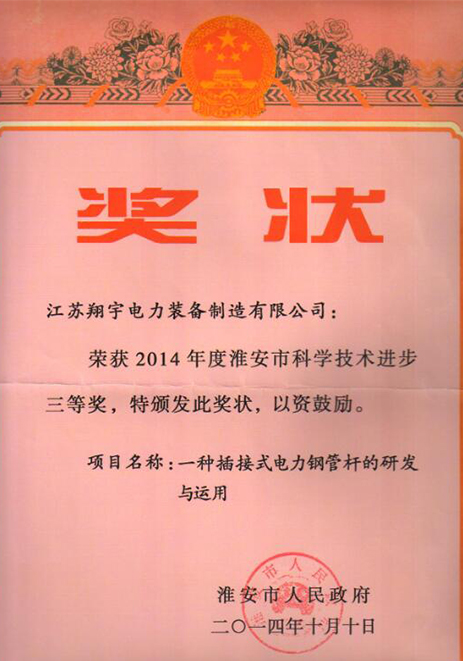 奖状
江苏翔宇电力装备制造有限公司：
荣获2014年度淮安市科学技术进步
三等奖，特颁发此奖状，以资鼓励。
项目名称：一种插接式电力钢管杆的研发
与运用
淮安市人民政府
二〇一四年十月十日